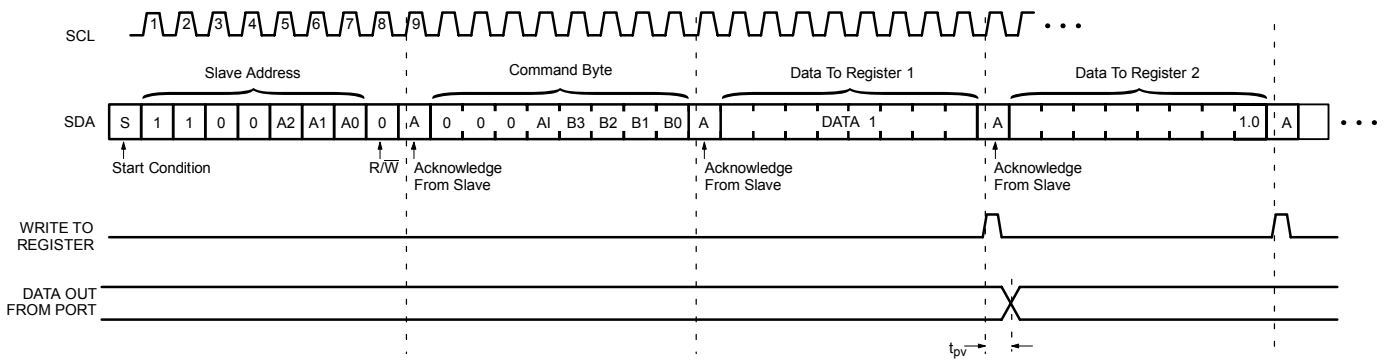 SCL 1 2 3 4 5 6 7 8 9 • • •
Slave Address Command Byte Data To Register 1 Data To Register 2
SDA S 1 1 0 0 A2 A1 A0 0 A 0 0 0 AI B3 B2 B1 B0 A DATA 1 A 1.0 A • • •
Start Condition R/W̅ Acknowledge From Slave Acknowledge From Slave Acknowledge From Slave
WRITE TO
REGISTER
DATA OUT
FROM PORT
tpv